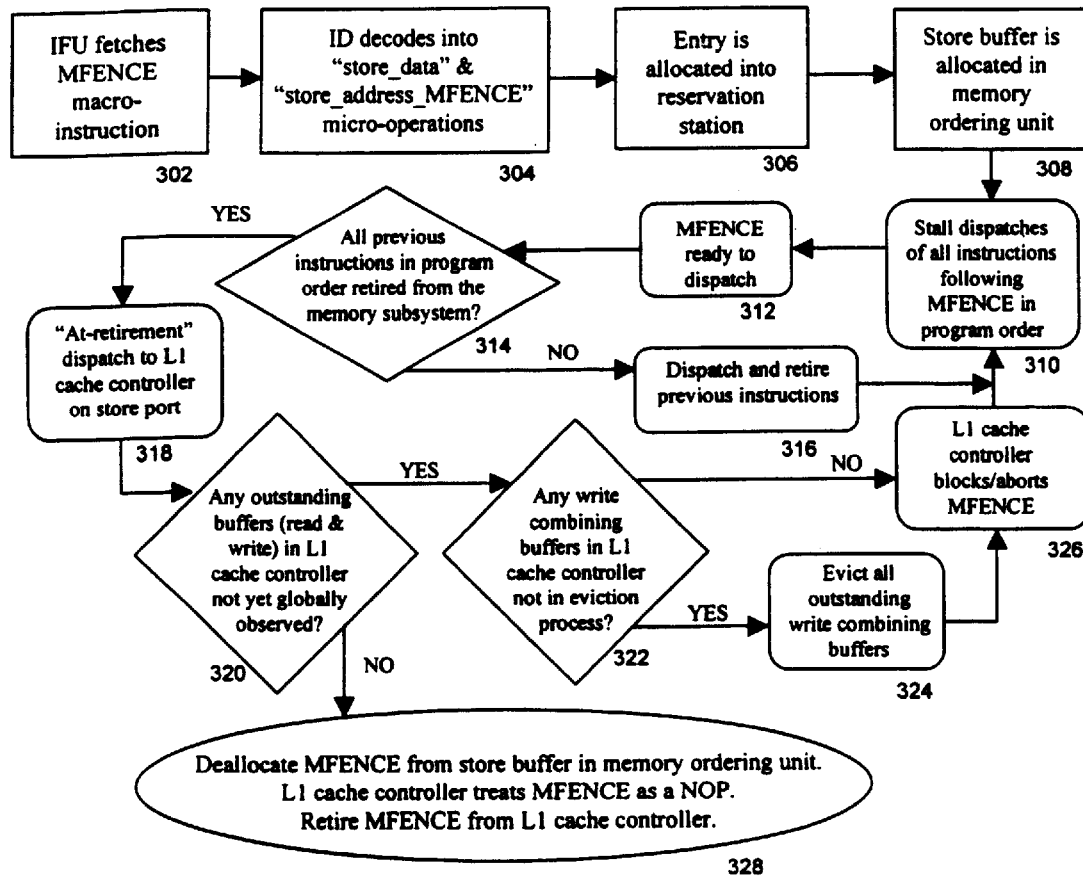 IFU fetches
MFENCE
macro-
instruction
302
ID decodes into
“store_data” &
“store_address_MFENCE”
micro-operations
304
Entry is
allocated into
reservation
station
306
Store buffer is
allocated in
memory
ordering unit
308
Stall dispatches
of all instructions
following
MFENCE in
program order
310
MFENCE
ready to
dispatch
312
All previous
instructions in program
order retired from the
memory subsystem?
314
YES
NO
Dispatch and retire
previous instructions
316
“At-retirement”
dispatch to L1
cache controller
on store port
318
Any outstanding
buffers (read &
write) in L1
cache controller
not yet globally
observed?
320
YES
NO
Any write
combining
buffers in L1
cache controller
not in eviction
process?
322
NO
YES
Evict all
outstanding
write combining
buffers
324
L1 cache
controller
blocks/aborts
MFENCE
326
Deallocate MFENCE from store buffer in memory ordering unit.
L1 cache controller treats MFENCE as a NOP.
Retire MFENCE from L1 cache controller.
328